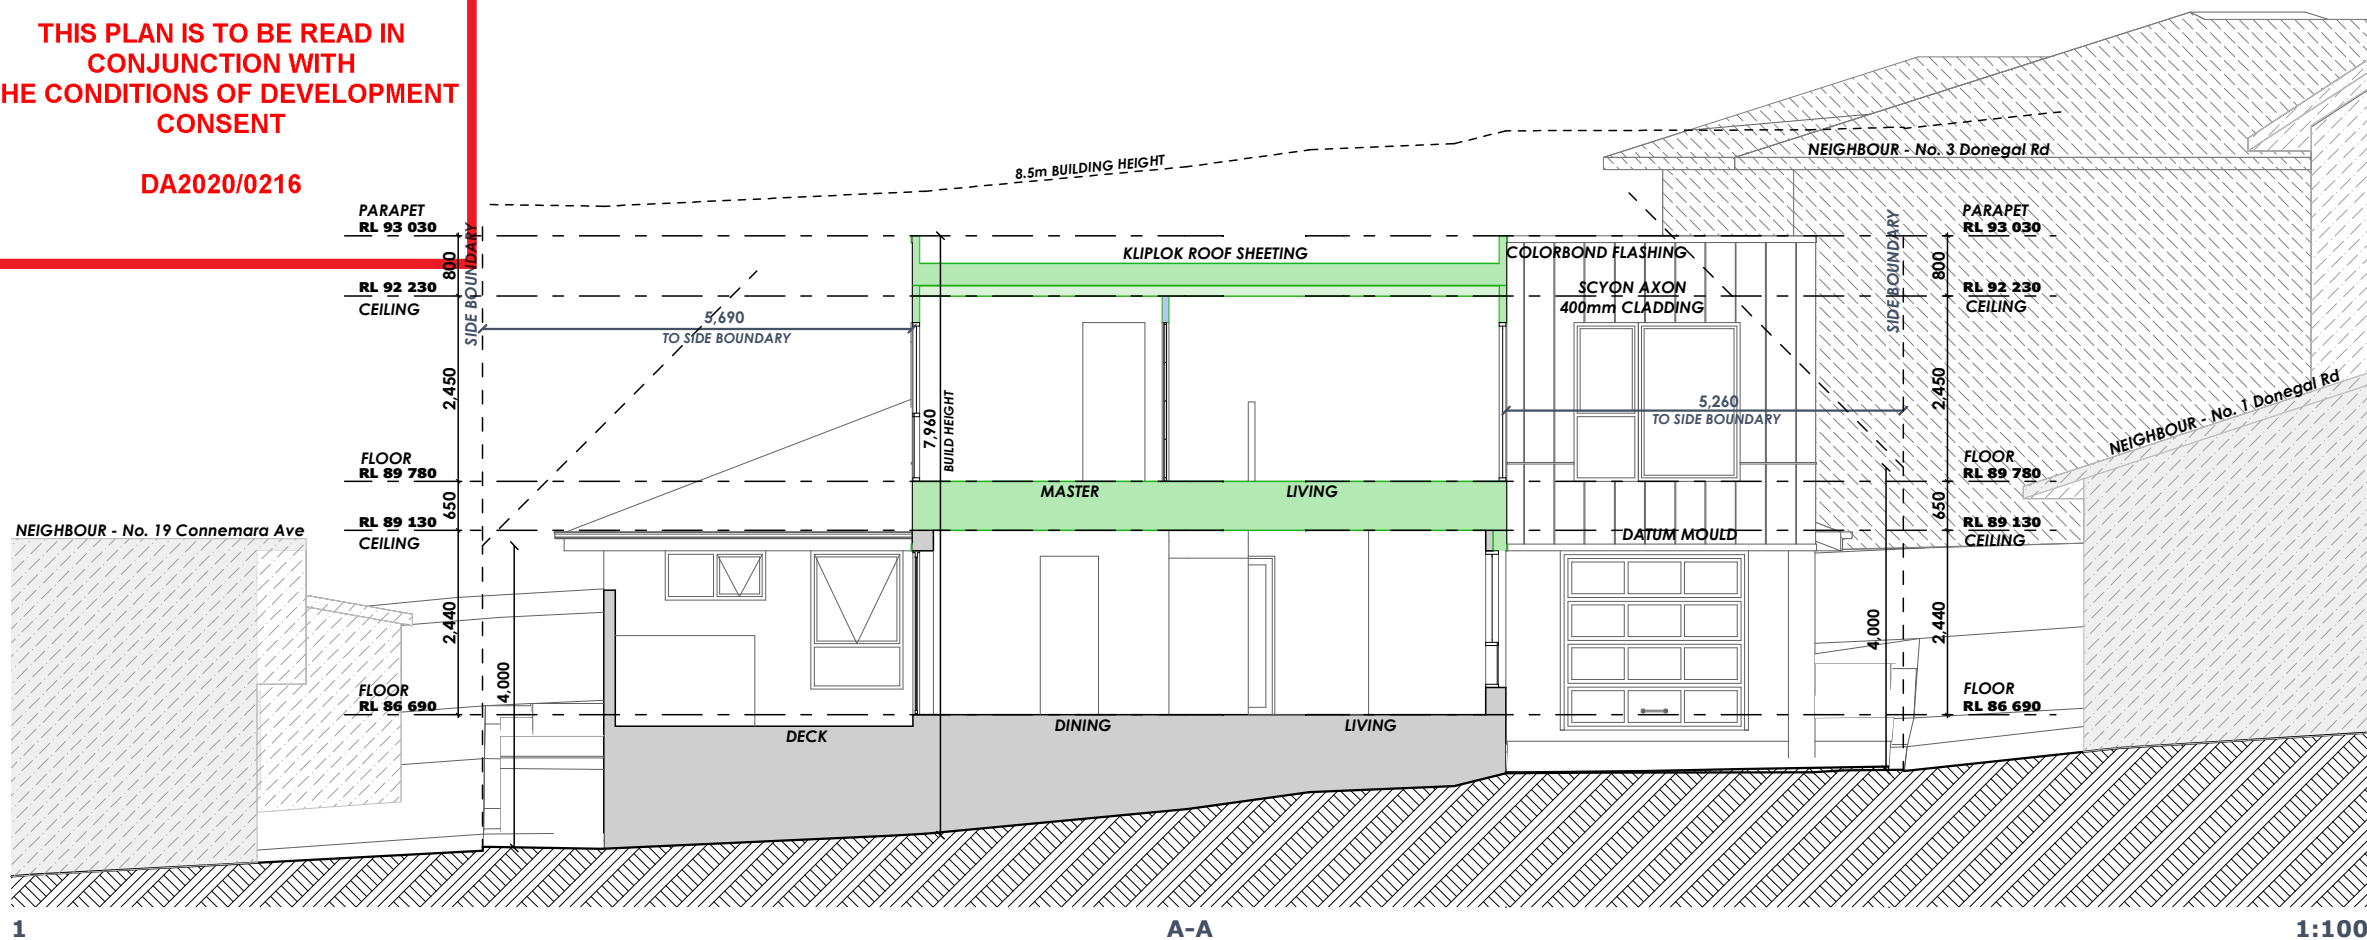 THIS PLAN IS TO BE READ IN
CONJUNCTION WITH
HE CONDITIONS OF DEVELOPMENT
CONSENT
DA2020/0216
8.5m BUILDING HEIGHT
NEIGHBOUR - No. 3 Donegal Rd
PARAPET
RL 93 030
SIDE BOUNDARY
800
RL 92 230
CEILING
5,690
TO SIDE BOUNDARY
2,450
FLOOR
RL 89 780
650
RL 89 130
CEILING
NEIGHBOUR - No. 19 Connemara Ave
2,440
4,000
FLOOR
RL 86 690
KLIPLOK ROOF SHEETING
COLORBOND FLASHING
SCYON AXON
400mm CLADDING
7,960
BUILD HEIGHT
MASTER
LIVING
DATUM MOULD
DECK
DINING
LIVING
5,260
TO SIDE BOUNDARY
SIDE BOUNDARY
PARAPET
RL 93 030
800
RL 92 230
CEILING
2,450
NEIGHBOUR - No. 1 Donegal Rd
FLOOR
RL 89 780
650
RL 89 130
CEILING
4,000
2,440
FLOOR
RL 86 690
1
A-A
1:100